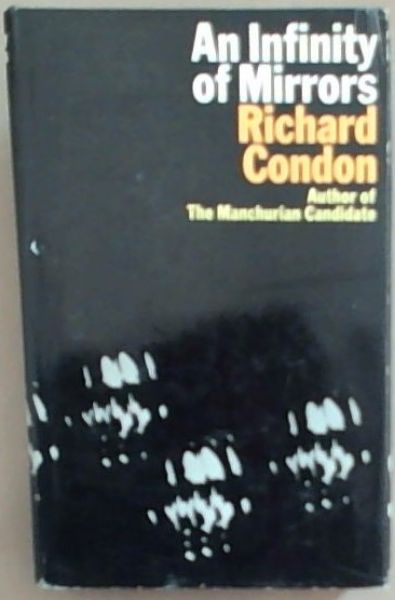 An Infinity
of Mirrors
Richard
Condon
Author of
The Manchurian Candidate